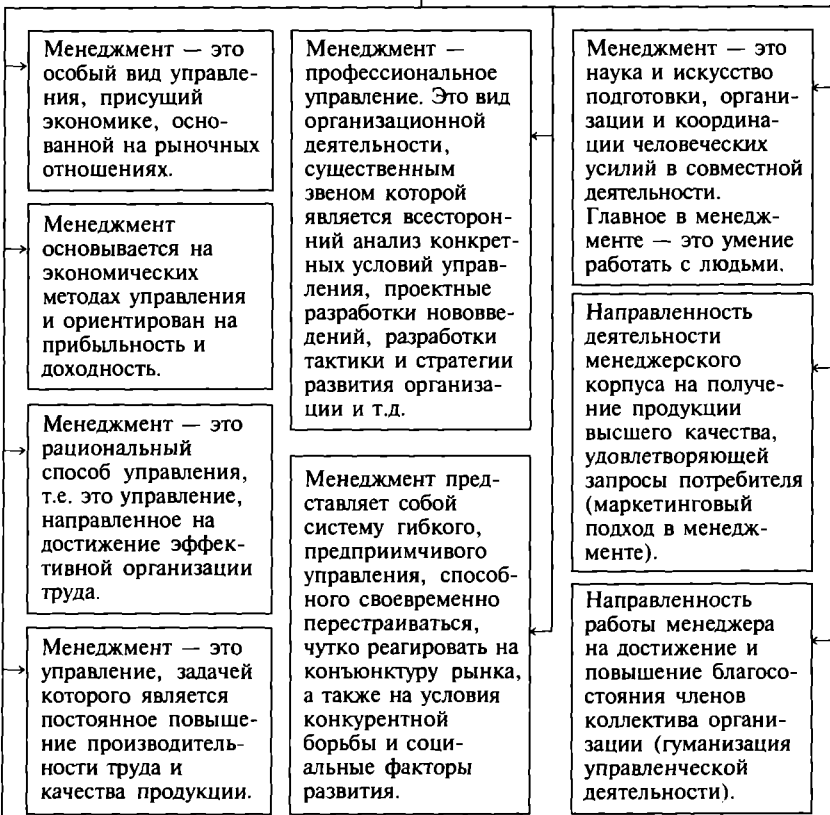 Менеджмент — это
особый вид управле-
ния, присущий
экономике, осно-
ванной на рыночных
отношениях.
Менеджмент
основывается на
экономических
методах управления
и ориентирован на
прибыльность и
доходность.
Менеджмент — это
рациональный
способ управления,
т.е. это управление,
направленное на
достижение эффек-
тивной организации
труда.
Менеджмент — это
управление, задачей
которого является
постоянное повыше-
ние производитель-
ности труда и
качества продукции.
Менеджмент —
профессиональное
управление. Это вид
организационной
деятельности,
существенным
звеном которой
является всесторон-
ний анализ конкрет-
ных условий управ-
ления, проектные
разработки нововве-
дений, разработки
тактики и стратегии
развития организа-
ции и т.д.
Менеджмент пред-
ставляет собой
систему гибкого,
предприимчивого
управления, способ-
ного своевременно
перестраиваться,
чутко реагировать на
конъюнктуру рынка,
а также на условия
конкурентной
борьбы и соци-
альные факторы
развития.
Менеджмент — это
наука и искусство
подготовки, органи-
зации и координа-
ции человеческих
усилий в совместной
деятельности.
Главное в менедж-
менте — это умение
работать с людьми.
Направленность
деятельности
менеджерского
корпуса на получе-
ние продукции
высшего качества,
удовлетворяющей
запросы потребителя
(маркетинговый
подход в менедж-
менте).
Направленность
работы менеджера
на достижение и
повышение благосо-
стояния членов
коллектива органи-
зации (гуманизация
управленческой
деятельности).